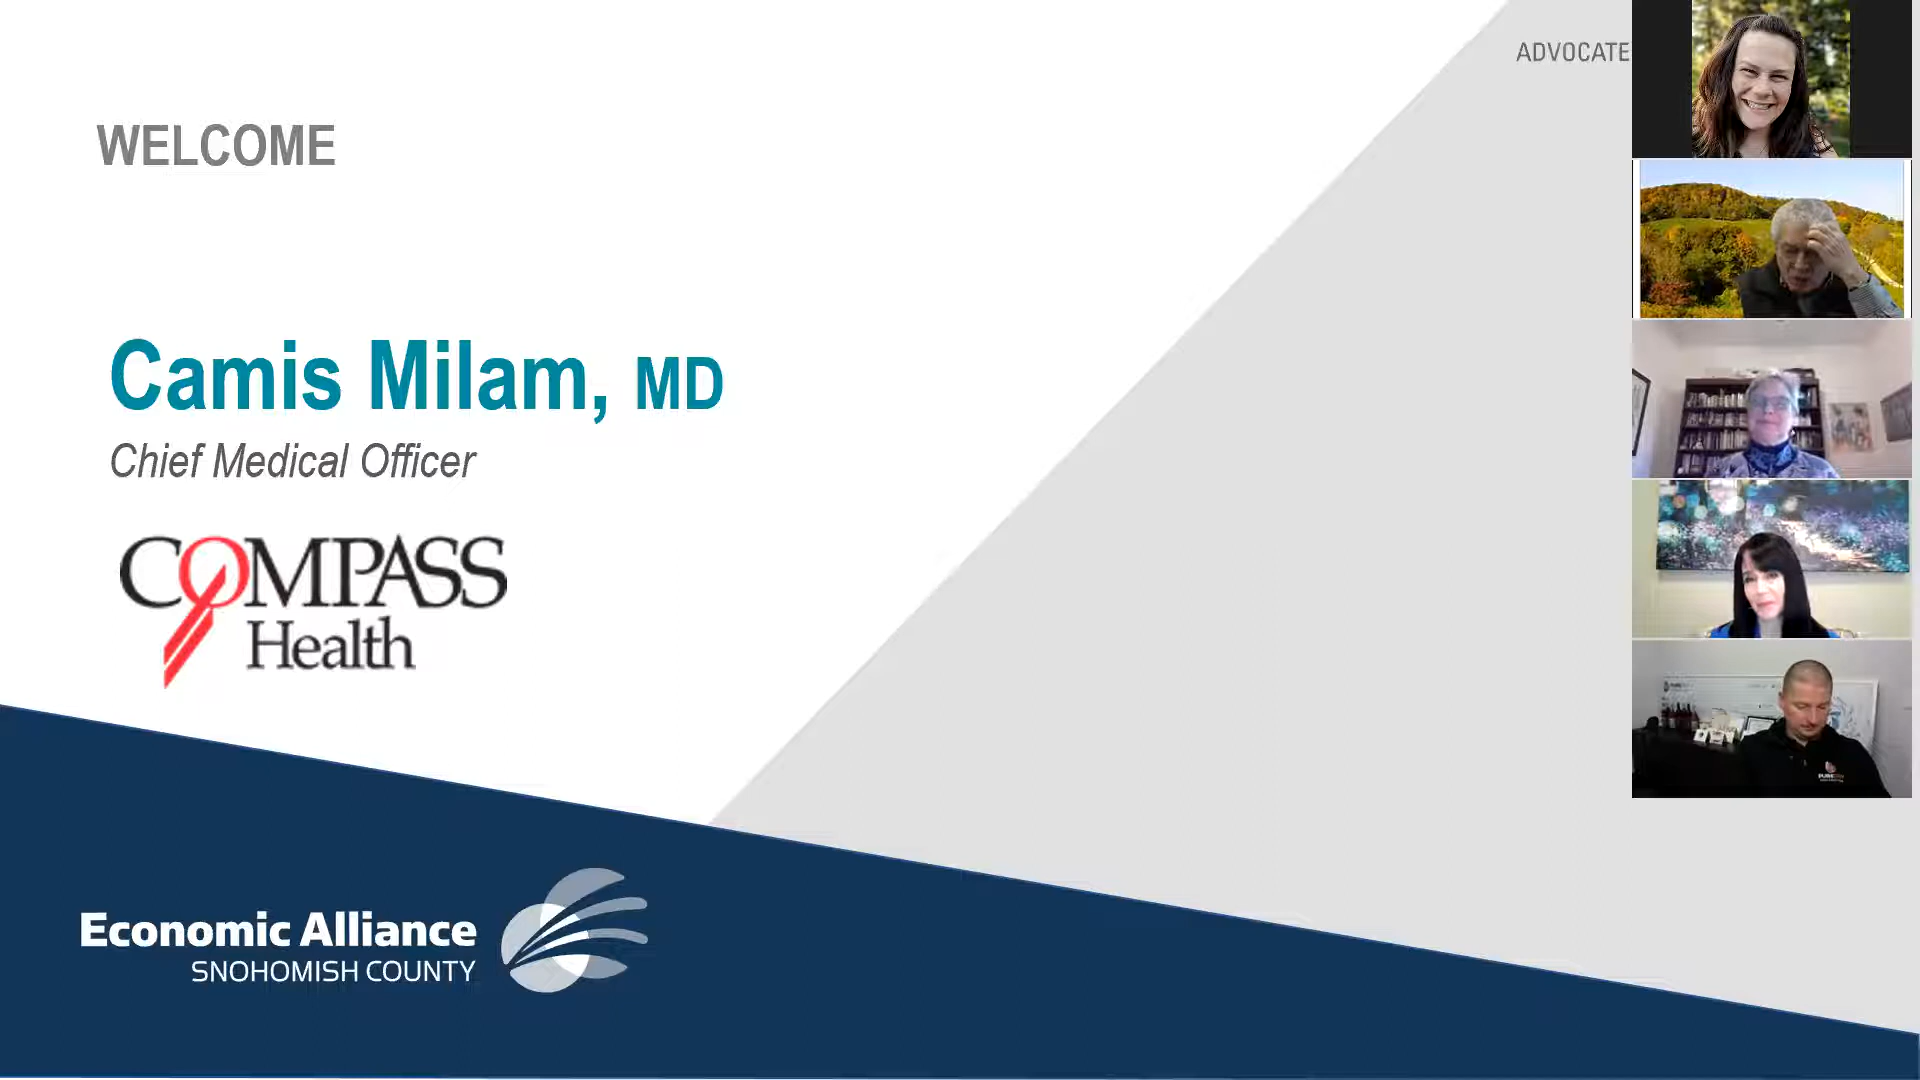 ADVOCATE
WELCOME
Camis Milam, MD
Chief Medical Officer
COMPASS
Health
Economic Alliance
SNOHOMISH COUNTY